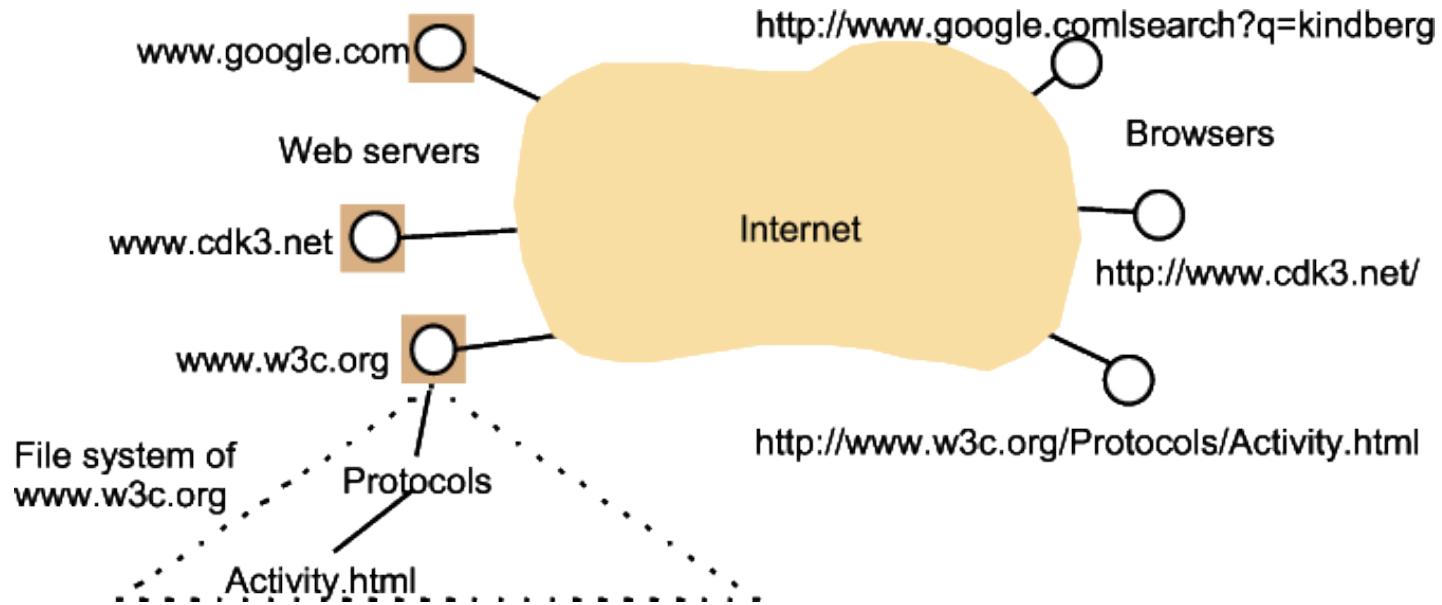 http://www.google.comlsearch?q=kindberg
www.google.com
Browsers
Web servers
Internet
www.cdk3.net
http://www.cdk3.net/
www.w3c.org
http://www.w3c.org/Protocols/Activity.html
File system of
www.w3c.org
Protocols
Activity.html